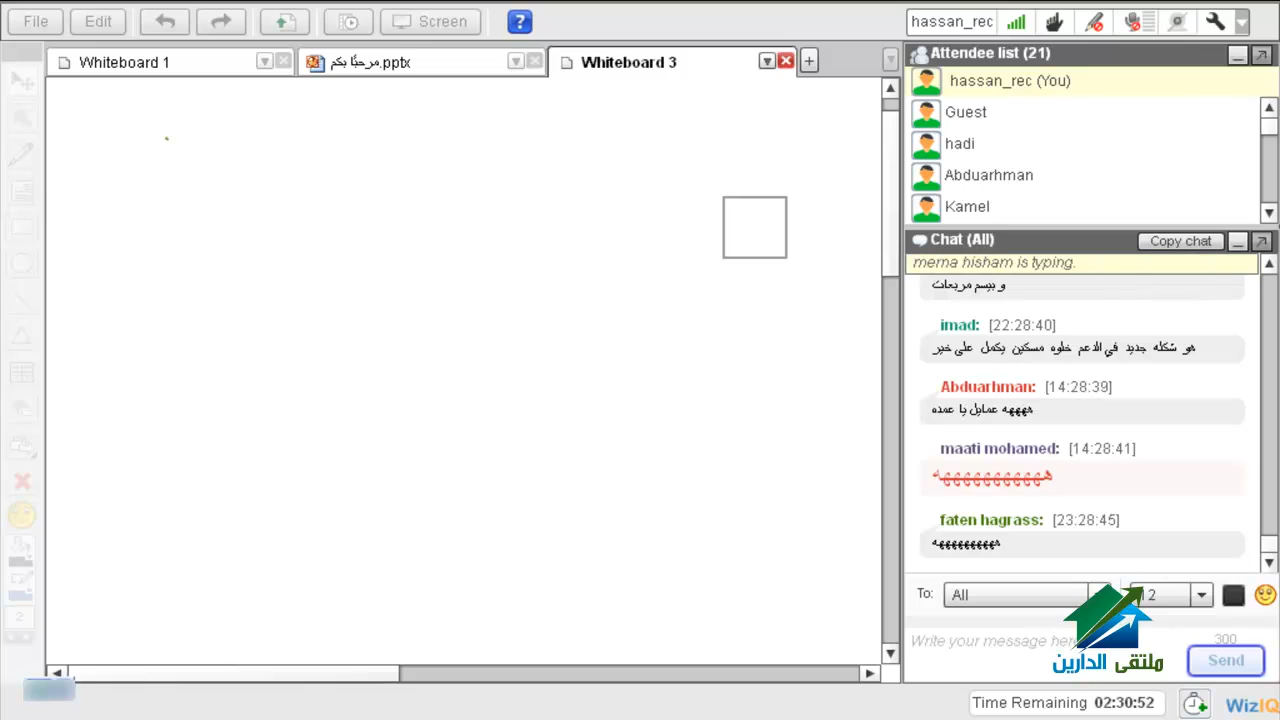 File
Edit
Screen
?
hassan_rec
Whiteboard 1
مرحبًا بكم.pptx
Whiteboard 3
Attendee list (21)
hassan_rec (You)
Guest
hadi
Abduarhman
Kamel
Chat (All)
Copy chat
merna hisham is typing.
و بيسم مربعات
imad: [22:28:40]
هو شكله جديد في الدعم خلوه مسكين يكمل على خير
Abduarhman: [14:28:39]
ههههه عمايل يا عمده
maati mohamed: [14:28:41]
هههههههههههه
faten hagrass: [23:28:45]
ههههههههههه
To:
All
12
Write your message here
300
Send
ملتقى الدارين
2
Time Remaining 02:30:52
WizIQ